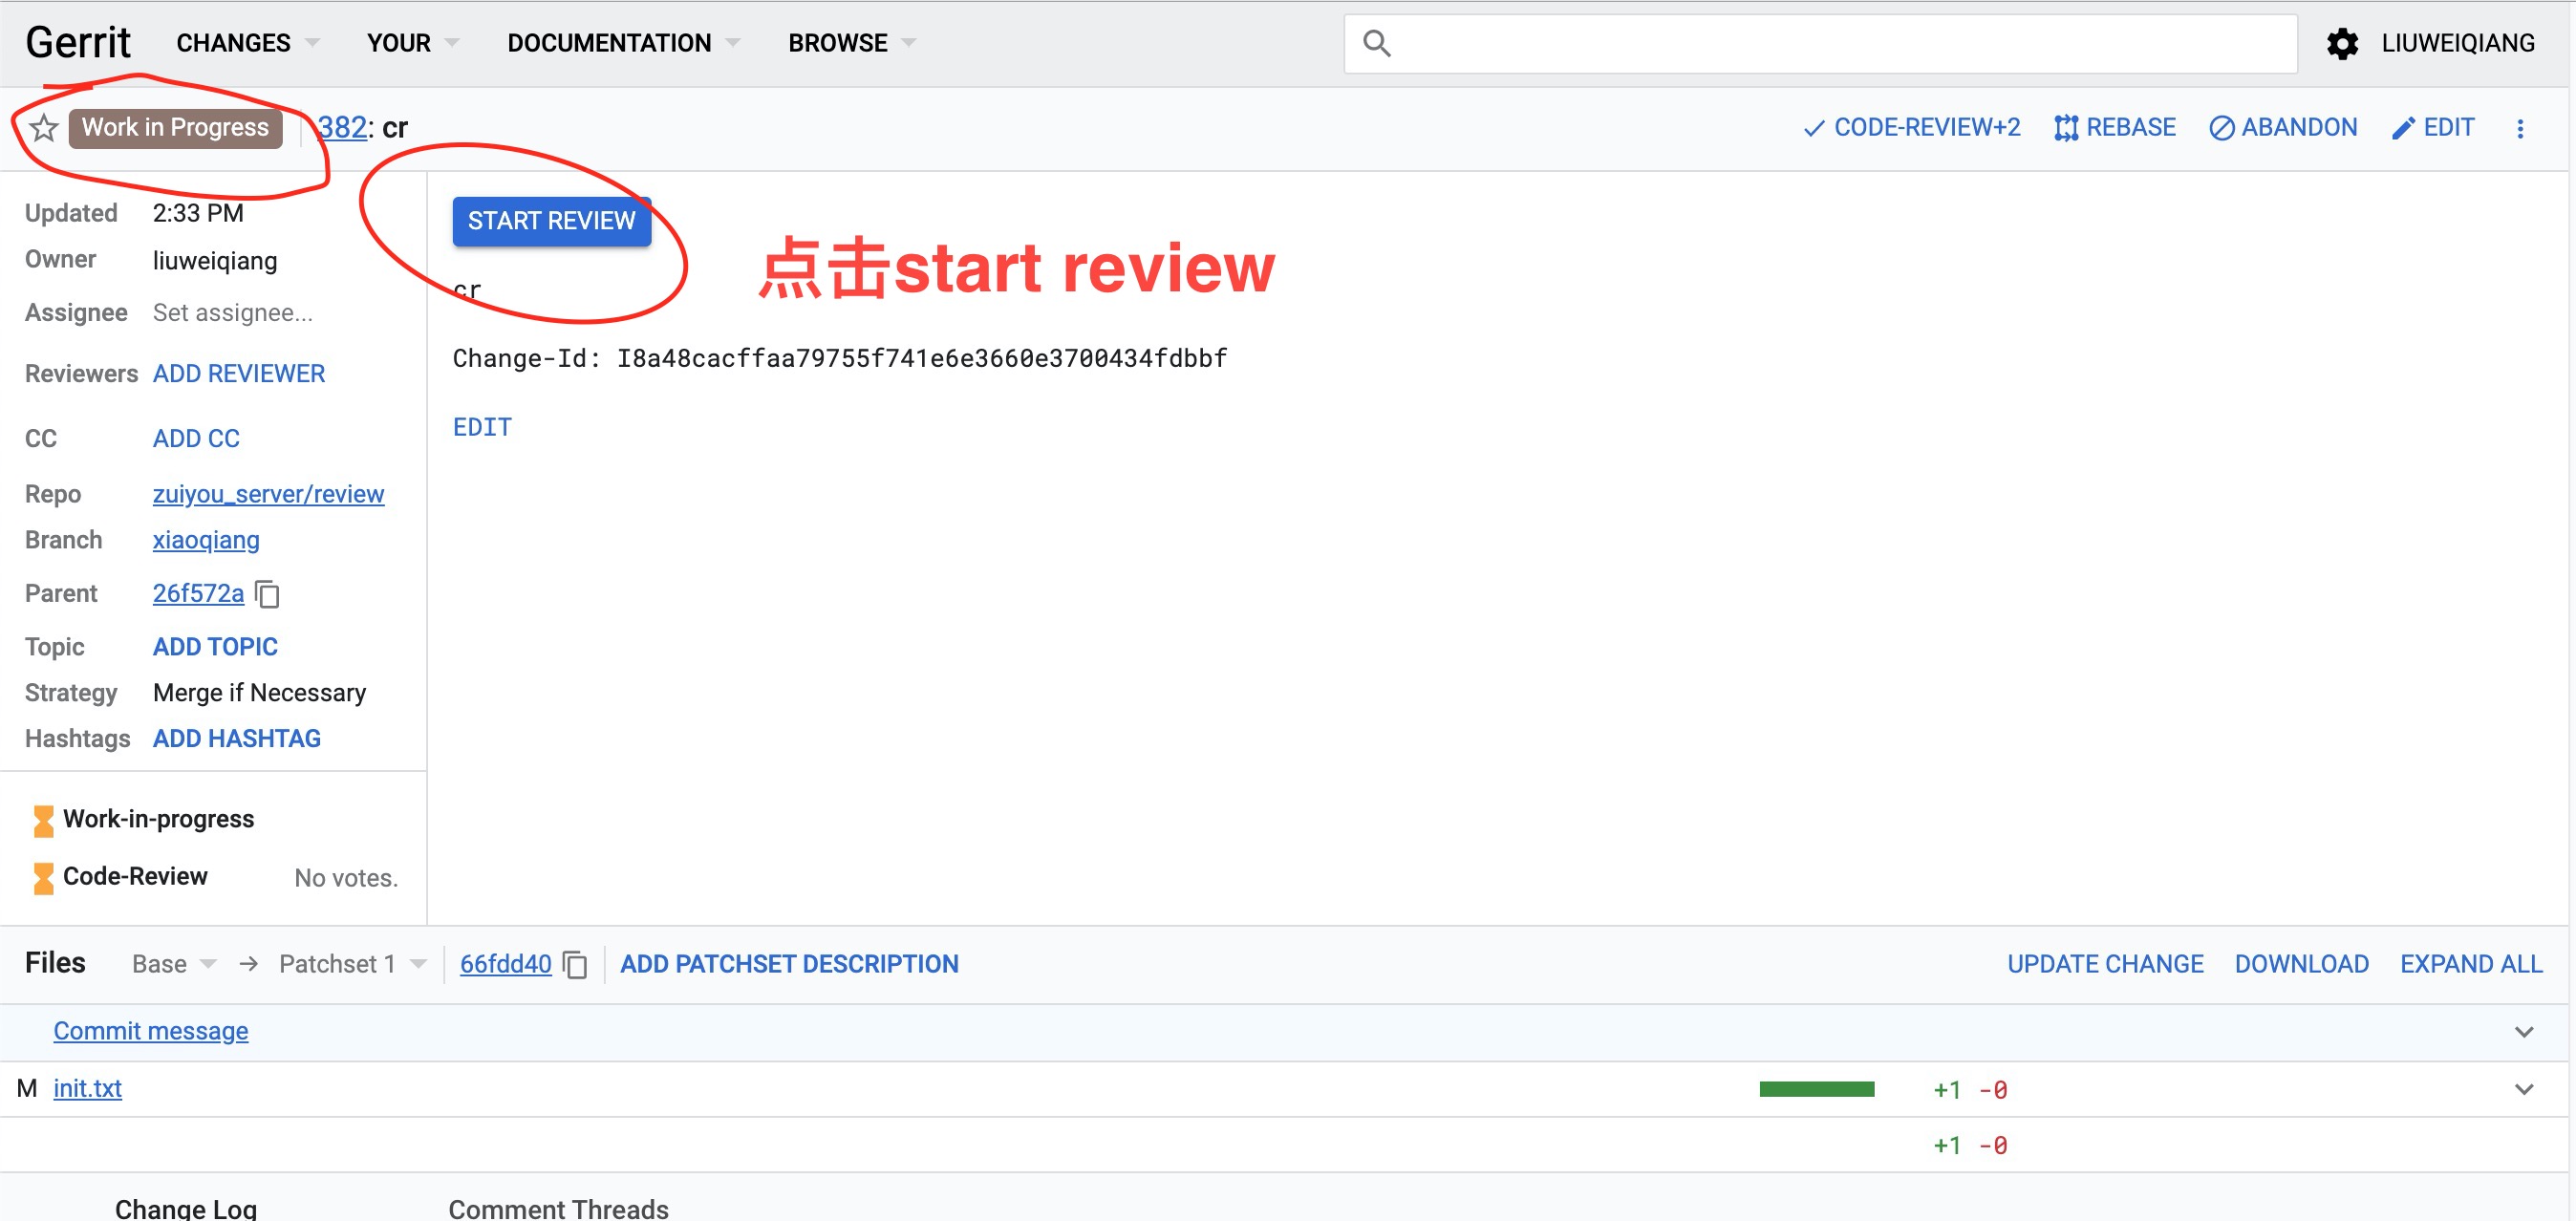 Gerrit CHANGES YOUR DOCUMENTATION BROWSE LIUWEIQIANG
Work in Progress 382: cr CODE-REVIEW+2 REBASE ABANDON EDIT
Updated 2:33 PM
Owner liuweiqiang
Assignee Set assignee...
Reviewers ADD REVIEWER
CC ADD CC
Repo zuiyou_server/review
Branch xiaoqiang
Parent 26f572a
Topic ADD TOPIC
Strategy Merge if Necessary
Hashtags ADD HASHTAG
Work-in-progress
Code-Review No votes.
START REVIEW
点击start review
cr
Change-Id: I8a48cacffaa79755f741e6e3660e3700434fdbbf
EDIT
Files Base → Patchset 1 66fdd40 ADD PATCHSET DESCRIPTION UPDATE CHANGE DOWNLOAD EXPAND ALL
Commit message
M init.txt +1 -0
+1 -0
Change Log Comment Threads